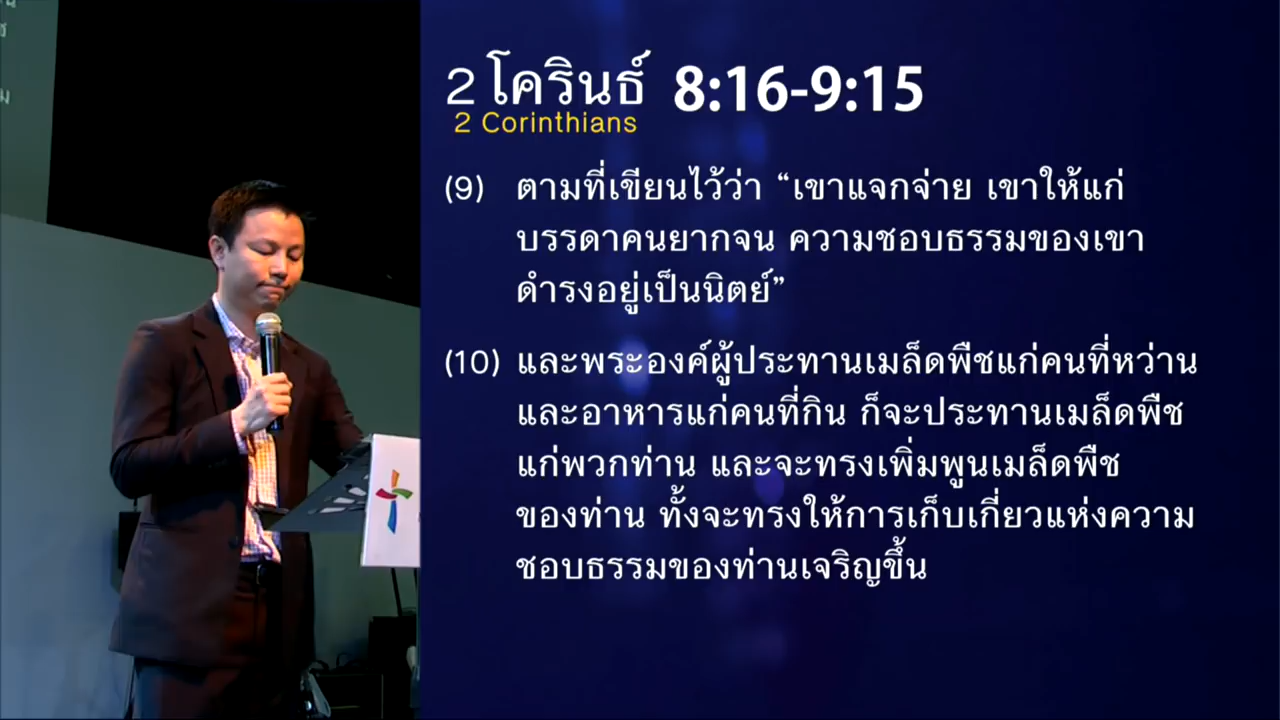 2 โครินธ์ 8:16-9:15
2 Corinthians
(9) ตามที่เขียนไว้ว่า “เขาแจกจ่าย เขาให้แก่
บรรดาคนยากจน ความชอบธรรมของเขา
ดำรงอยู่เป็นนิตย์”
(10) และพระองค์ผู้ประทานเมล็ดพืชแก่คนที่หว่าน
และอาหารแก่คนที่กิน ก็จะประทานเมล็ดพืช
แก่พวกท่าน และจะทรงเพิ่มพูนเมล็ดพืช
ของท่าน ทั้งจะทรงให้การเก็บเกี่ยวแห่งความ
ชอบธรรมของท่านเจริญขึ้น